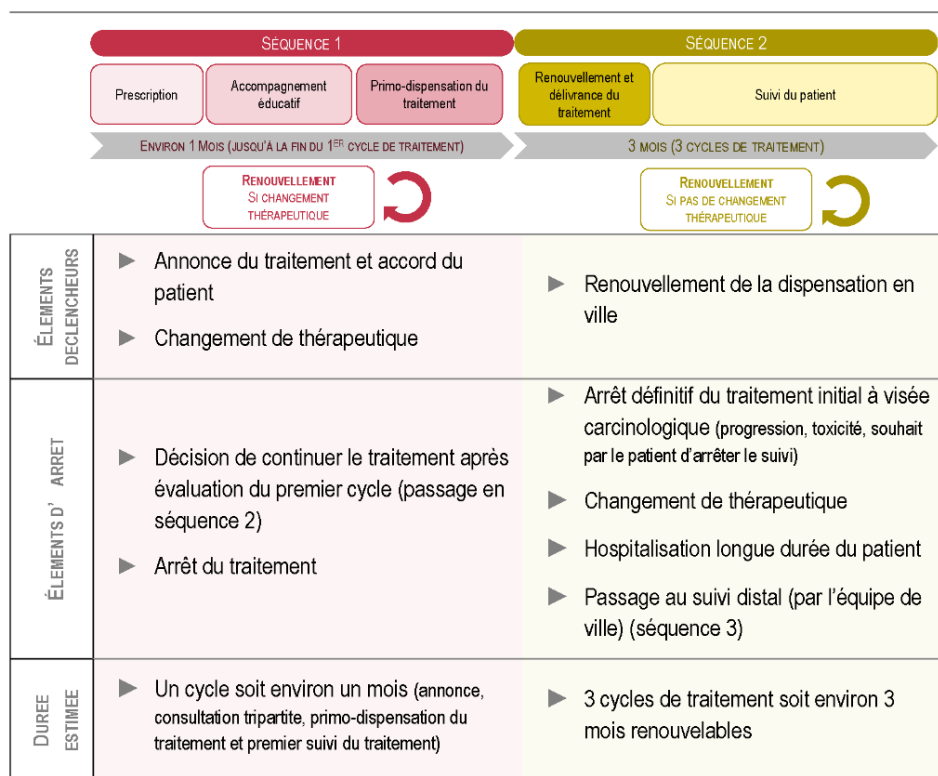 SÉQUENCE 1
SÉQUENCE 2
Prescription
Accompagnement
éducatif
Primo-dispensation du
traitement
Renouvellement et
délivrance du
traitement
Suivi du patient
ENVIRON 1 MOIS (JUSQU'À LA FIN DU 1ER CYCLE DE TRAITEMENT)
3 MOIS (3 CYCLES DE TRAITEMENT)
RENOUVELLEMENT
SI CHANGEMENT
THÉRAPEUTIQUE
RENOUVELLEMENT
SI PAS DE CHANGEMENT
THÉRAPEUTIQUE
ÉLEMENTS
DECLENCHEURS
► Annonce du traitement et accord du
patient
► Changement de thérapeutique
► Renouvellement de la dispensation en
ville
ÉLEMENTS D' ARRET
► Décision de continuer le traitement après
évaluation du premier cycle (passage en
séquence 2)
► Arrêt du traitement
► Arrêt définitif du traitement initial à visée
carcinologique (progression, toxicité, souhait
par le patient d'arrêter le suivi)
► Changement de thérapeutique
► Hospitalisation longue durée du patient
► Passage au suivi distal (par l'équipe de
ville) (séquence 3)
DUREE
ESTIMEE
► Un cycle soit environ un mois (annonce,
consultation tripartite, primo-dispensation du
traitement et premier suivi du traitement)
► 3 cycles de traitement soit environ 3
mois renouvelables